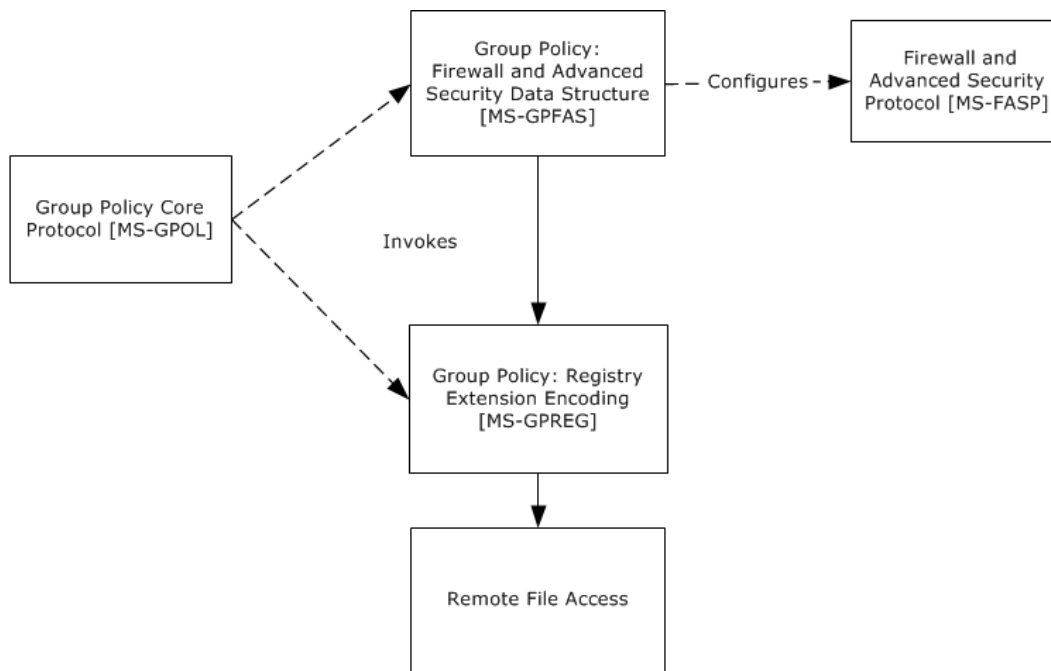 Group Policy:
Firewall and Advanced
Security Data Structure
[MS-GPFAS]
Configures
Firewall and
Advanced Security
Protocol [MS-FASP]
Group Policy Core
Protocol [MS-GPOL]
Invokes
Group Policy: Registry
Extension Encoding
[MS-GPREG]
Remote File Access